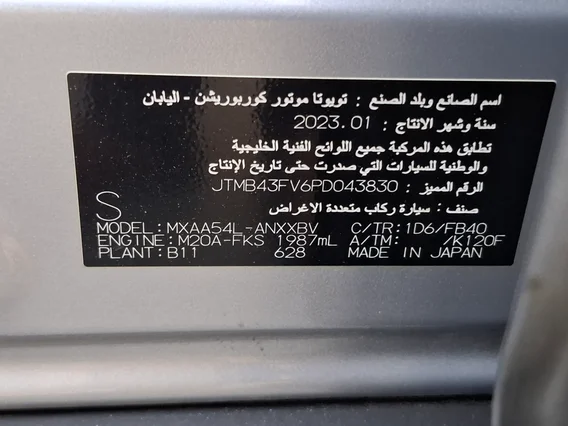 اسم الصانع وبلد الصنع : تويوتا موتور كوربوريشن - اليابان
سنة وشهر الانتاج : 2023.01
تطابق هذه المركبة جميع اللوائح الفنية الخليجية
والوطنية للسيارات التي صدرت حتى تاريخ الإنتاج
الرقم المميز : JTMB43FV6PD043830
صنف : سيارة ركاب متعددة الاغراض
S
MODEL: MXAA54L-ANXXBV C/TR: 1D6/FB40
ENGINE: M20A-FKS 1987mL A/TM: /K120F
PLANT: B11 628 MADE IN JAPAN